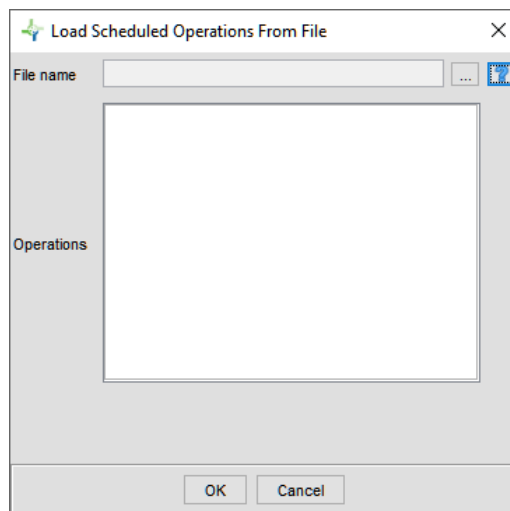 Load Scheduled Operations From File
File name
...
?
Operations
OK
Cancel